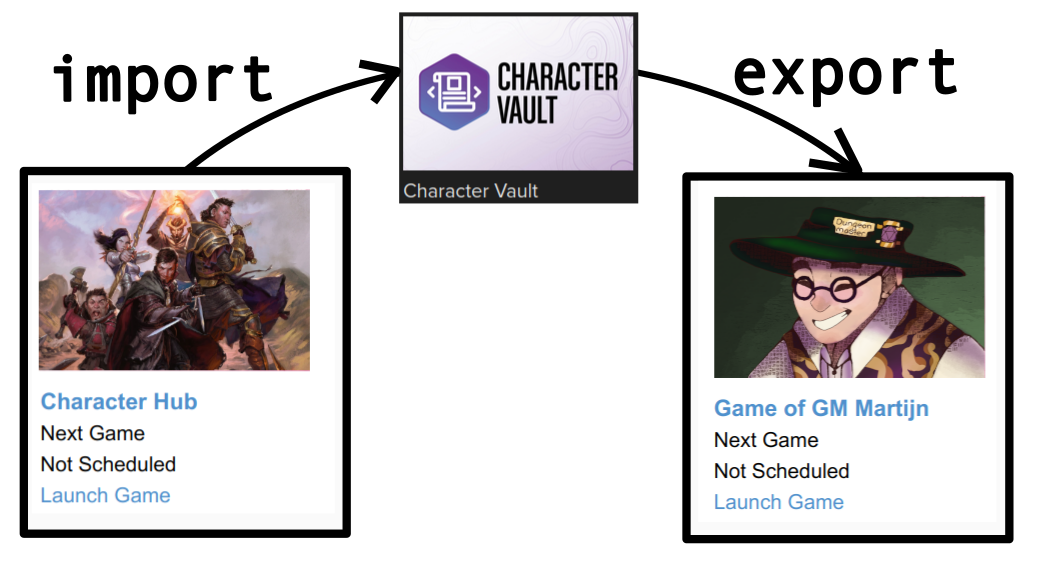 import
CHARACTER
VAULT
Character Vault
export
Character Hub
Next Game
Not Scheduled
Launch Game
Dungeon
master
Game of GM Martijn
Next Game
Not Scheduled
Launch Game